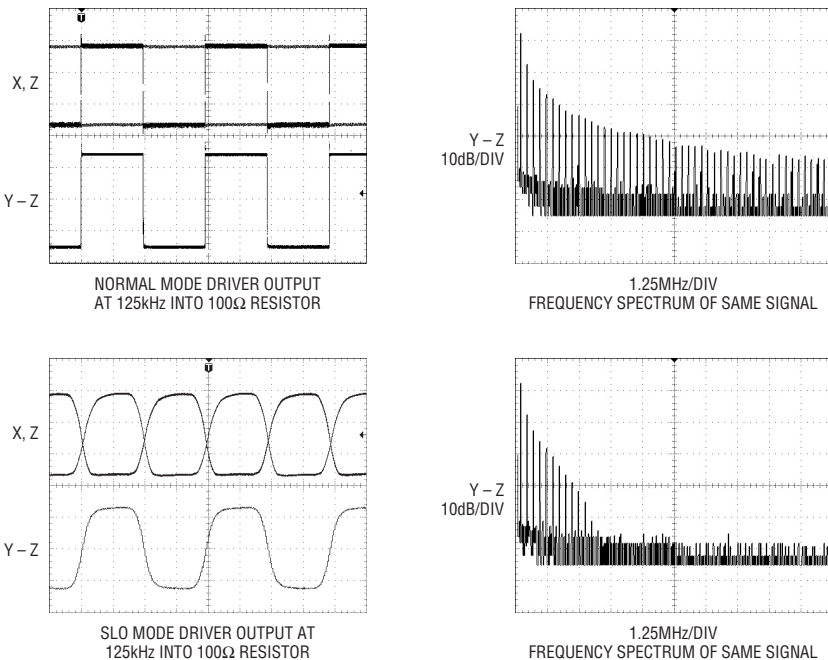 T
X, Z
Y – Z
NORMAL MODE DRIVER OUTPUT
AT 125kHz INTO 100Ω RESISTOR
Y – Z
10dB/DIV
1.25MHz/DIV
FREQUENCY SPECTRUM OF SAME SIGNAL
T
X, Z
Y – Z
SLO MODE DRIVER OUTPUT AT
125kHz INTO 100Ω RESISTOR
Y – Z
10dB/DIV
1.25MHz/DIV
FREQUENCY SPECTRUM OF SAME SIGNAL